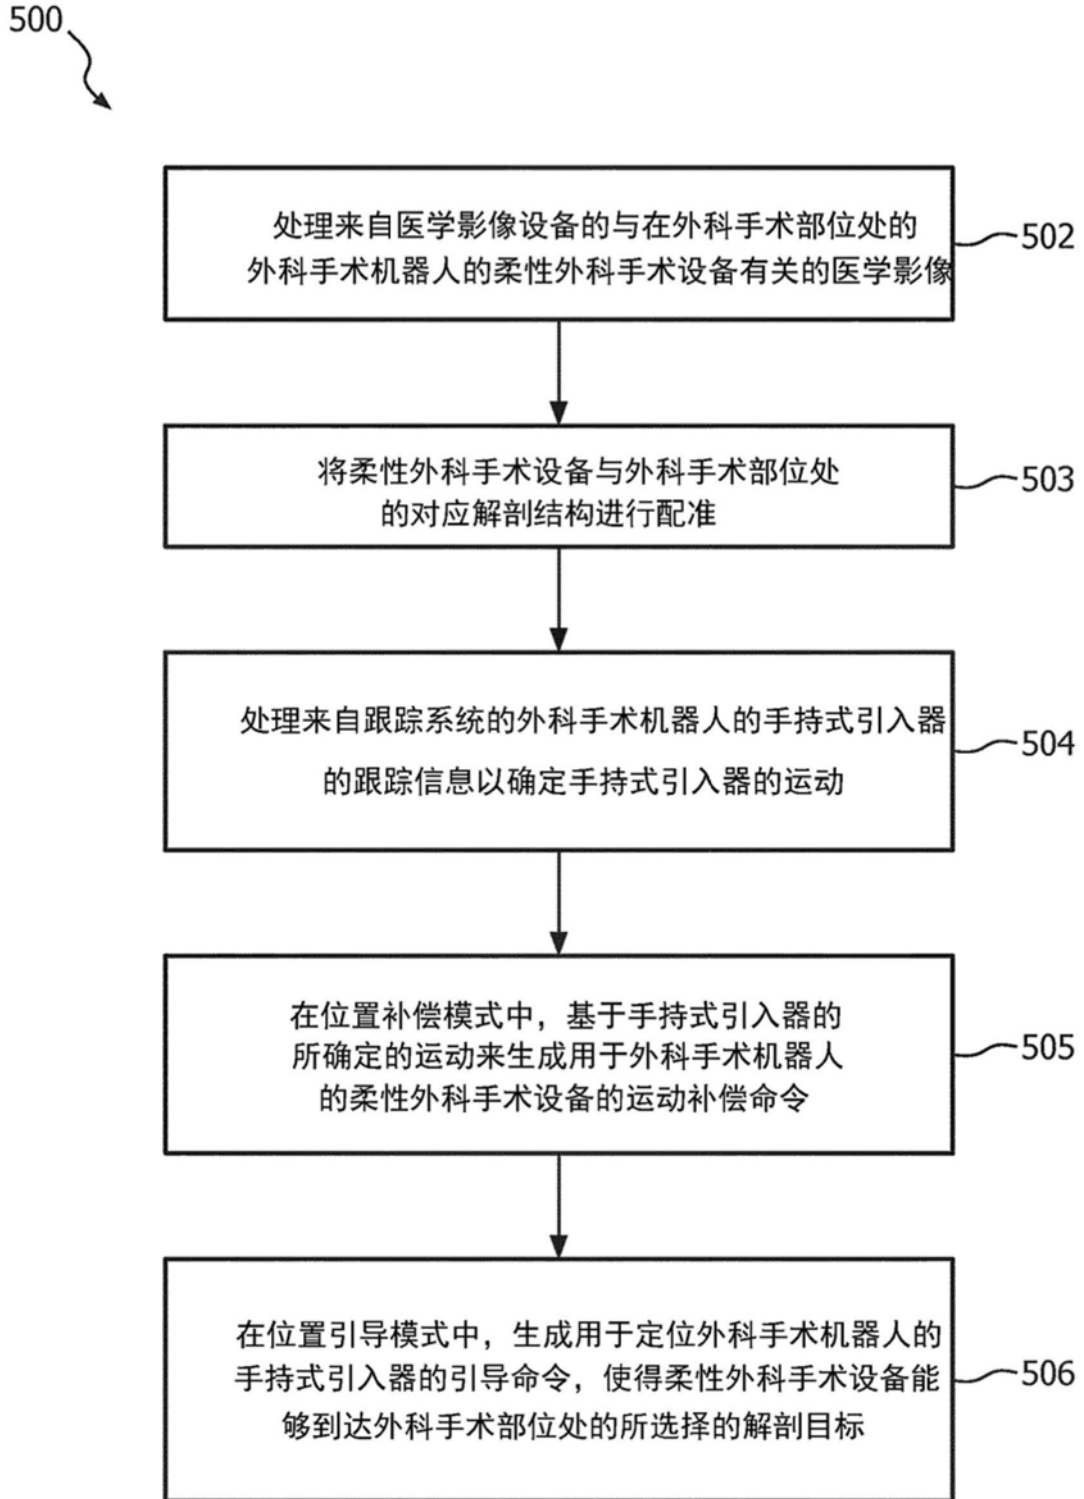 500
处理来自医学影像设备的与在外科手术部位处的
外科手术机器人的柔性外科手术设备有关的医学影像
502
将柔性外科手术设备与外科手术部位处
的对应解剖结构进行配准
503
处理来自跟踪系统的外科手术机器人的手持式引入器
的跟踪信息以确定手持式引入器的运动
504
在位置补偿模式中，基于手持式引入器的
所确定的运动来生成用于外科手术机器人
的柔性外科手术设备的运动补偿命令
505
在位置引导模式中，生成用于定位外科手术机器人的
手持式引入器的引导命令，使得柔性外科手术设备能
够到达外科手术部位处的所选择的解剖目标
506